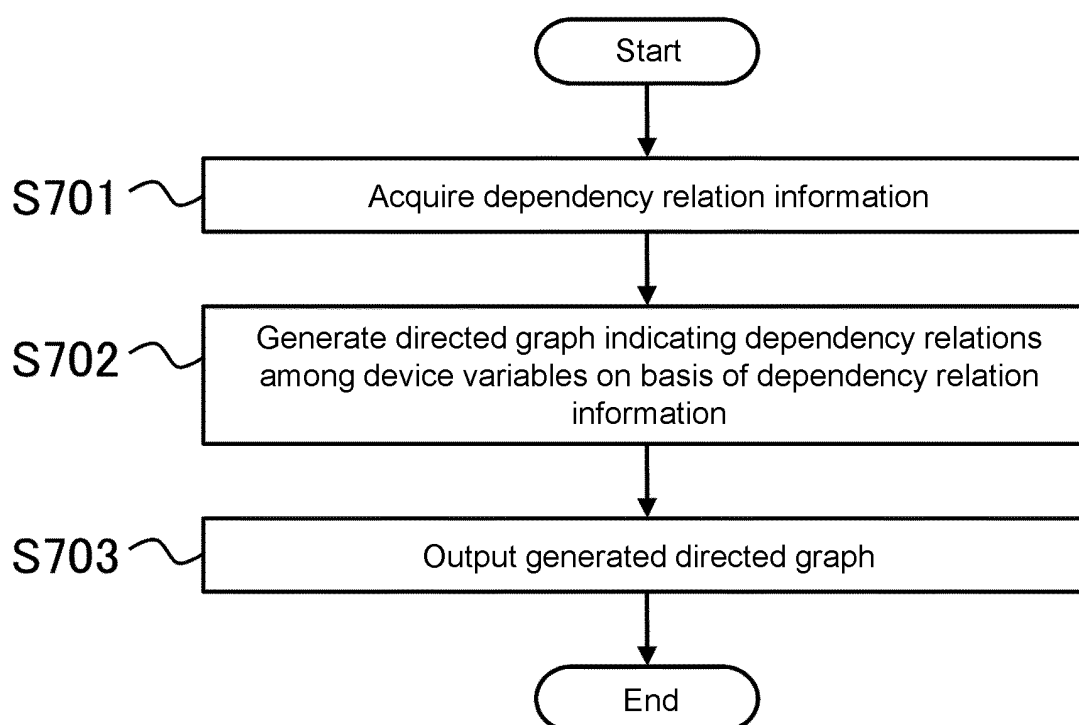 Start
S701
Acquire dependency relation information
S702
Generate directed graph indicating dependency relations
among device variables on basis of dependency relation
information
S703
Output generated directed graph
End